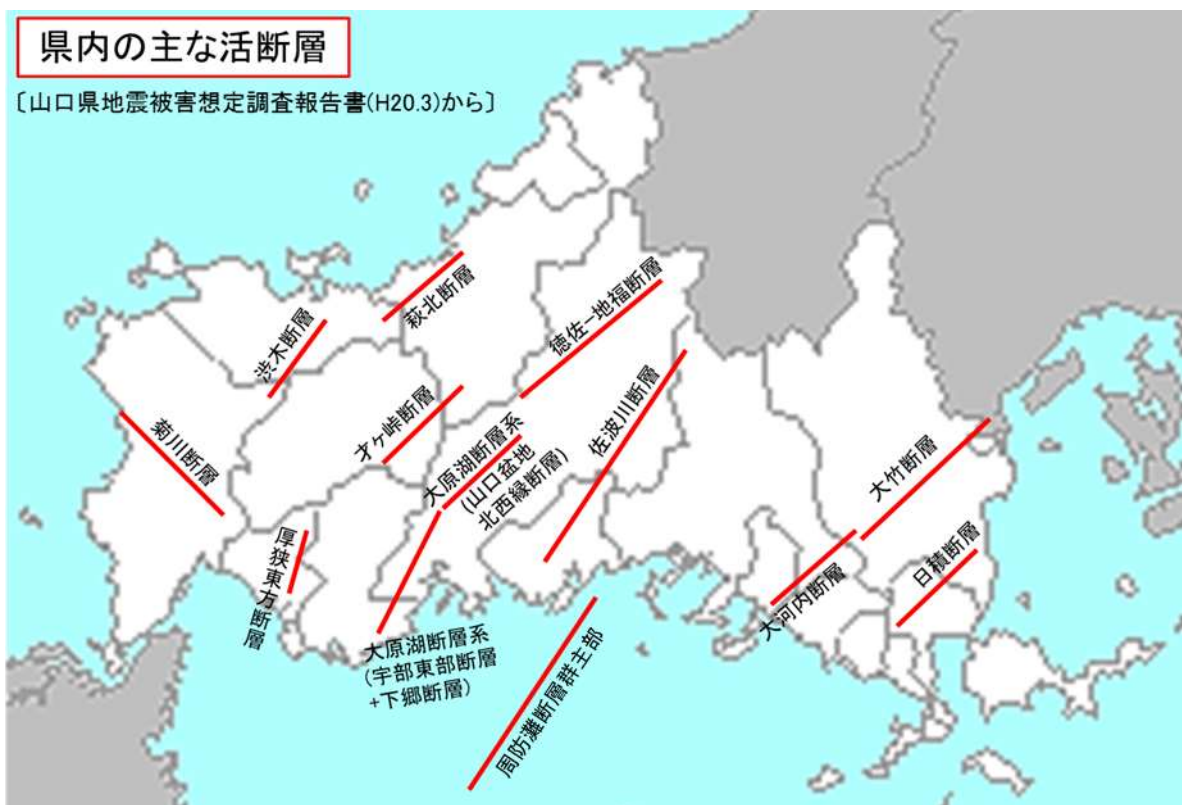 県内の主な活断層
〔山口県地震被害想定調査報告書(H20.3)から〕
萩北断層
徳佐−地福断層
渋木断層
佐波川断層
才ヶ峠断層
菊川断層
大原湖断層系
(山口盆地
北西縁断層)
大竹断層
厚狭東方断層
日積断層
大河内断層
大原湖断層系
(宇部東部断層
+下郷断層)
周防灘断層群主部